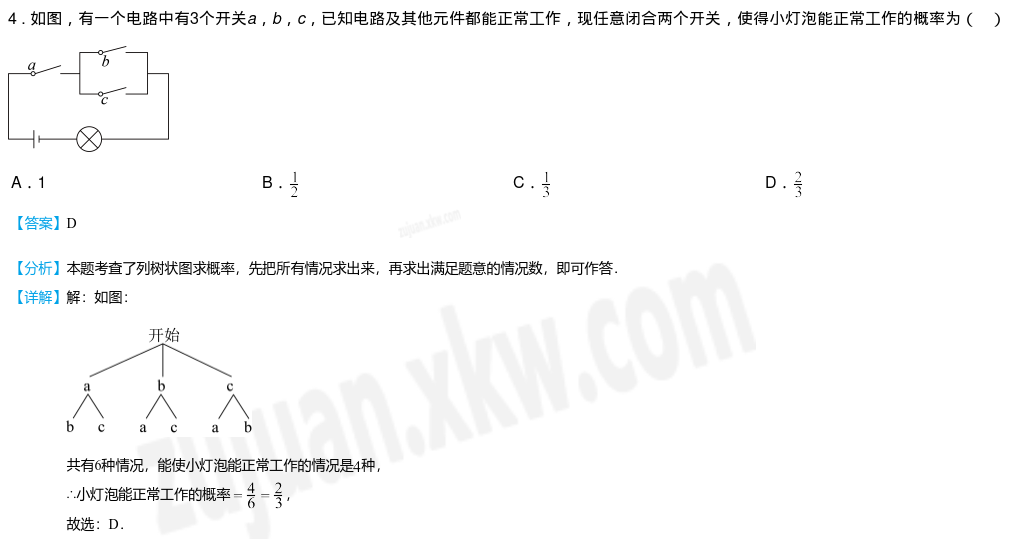 4．如图，有一个电路中有3个开关a，b，c，已知电路及其他元件都能正常工作，现任意闭合两个开关，使得小灯泡能正常工作的概率为（　）
a
b
c
A．1 B．1/2 C．1/3 D．2/3
【答案】D
【分析】本题考查了列树状图求概率，先把所有情况求出来，再求出满足题意的情况数，即可作答．
【详解】解：如图：
开始
a b c
b c a c a b
共有6种情况，能使小灯泡能正常工作的情况是4种，
∴小灯泡能正常工作的概率＝4/6＝2/3，
故选：D．
zujuan.xkw.com
zujuan.xkw.com